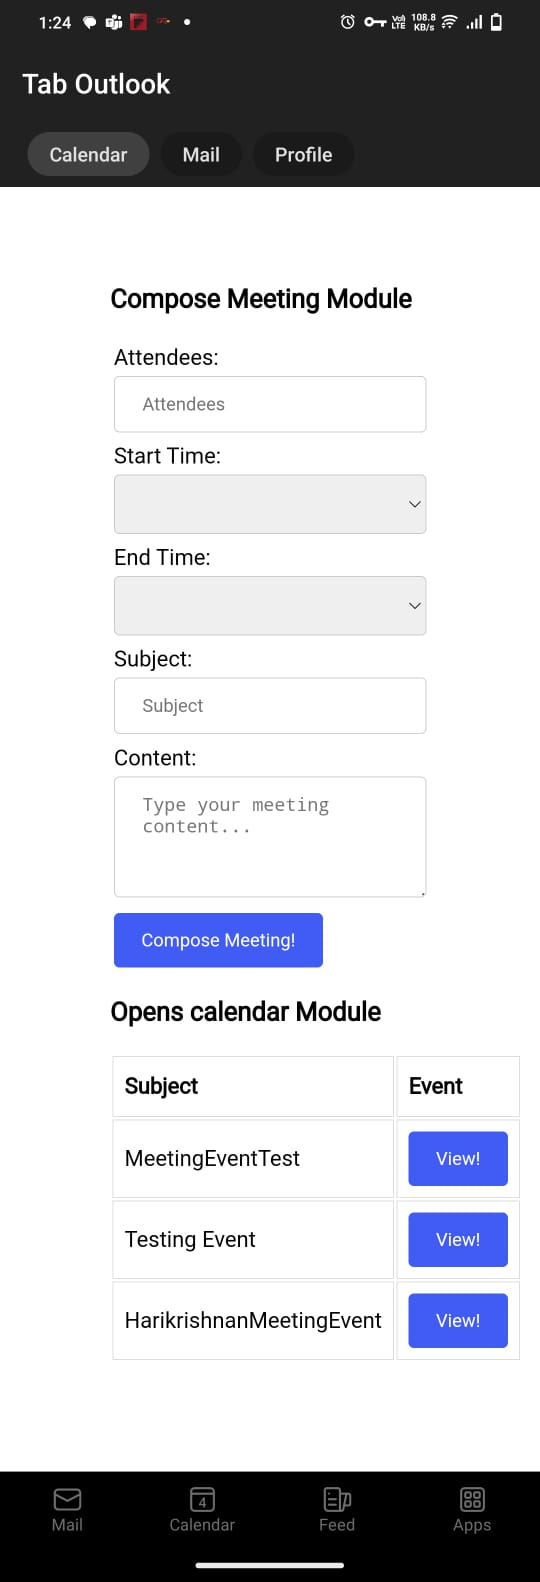 1:24 Vo) LTE 108.8 KB/s
Tab Outlook
Calendar Mail Profile
Compose Meeting Module
Attendees:
Attendees
Start Time:
End Time:
Subject:
Subject
Content:
Type your meeting
content...
Compose Meeting!
Opens calendar Module
Subject Event
MeetingEventTest View!
Testing Event View!
HarikrishnanMeetingEvent View!
4
Mail Calendar Feed Apps